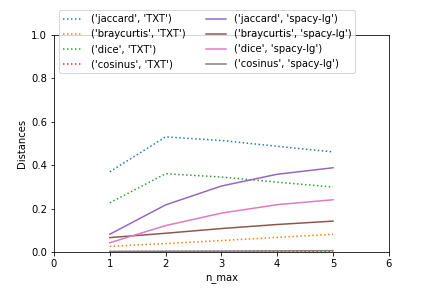 ('jaccard', 'TXT') ('jaccard', 'spacy-lg')
('braycurtis', 'TXT') ('braycurtis', 'spacy-lg')
('dice', 'TXT') ('dice', 'spacy-lg')
('cosinus', 'TXT') ('cosinus', 'spacy-lg')
1.0
0.8
0.6
0.4
0.2
0.0
Distances
0 1 2 3 4 5 6
n_max